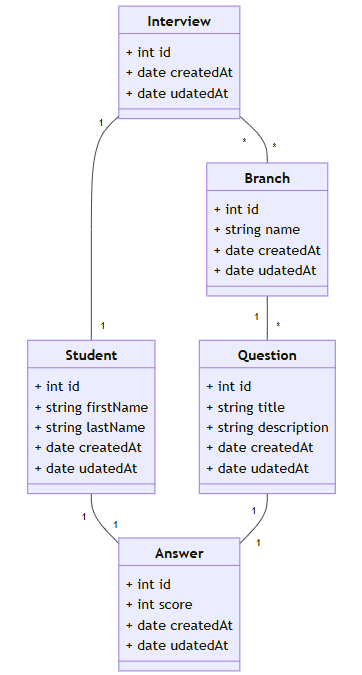 Interview
+ int id
+ date createdAt
+ date udatedAt
1
*
*
Branch
+ int id
+ string name
+ date createdAt
+ date udatedAt
1
1
*
Student
+ int id
+ string firstName
+ string lastName
+ date createdAt
+ date udatedAt
Question
+ int id
+ string title
+ string description
+ date createdAt
+ date udatedAt
1
1
1
1
Answer
+ int id
+ int score
+ date createdAt
+ date udatedAt